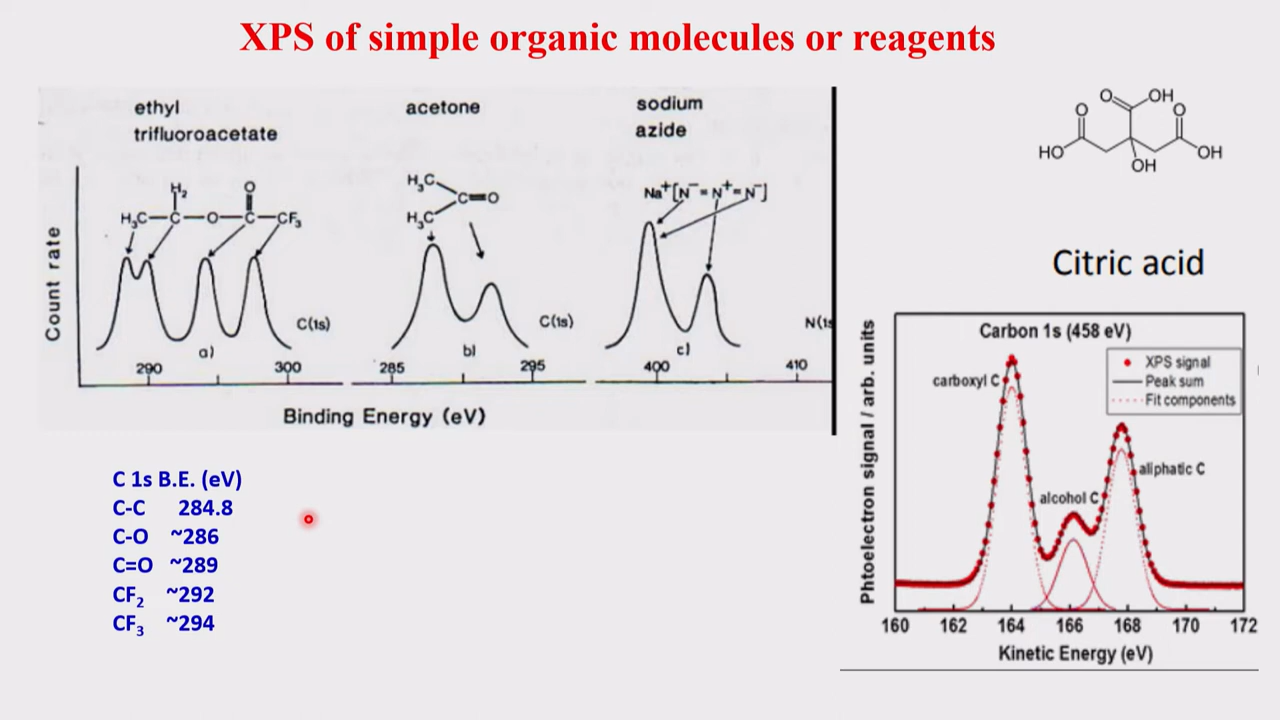 XPS of simple organic molecules or reagents
ethyl
trifluoroacetate
acetone
sodium
azide
H₂
O
H₃C—C—O—C—CF₃
H₃C
C=O
H₃C
Na⁺[N⁻=N⁺=N⁻]
Count rate
C(1s)
C(1s)
N(1s
a)
b)
c)
290
300
285
295
400
410
Binding Energy (eV)
O
O
OH
O
HO
OH
OH
Citric acid
Carbon 1s (458 eV)
XPS signal
Peak sum
Fit components
carboxyl C
alcohol C
aliphatic C
Phtoelectron signal / arb. units
160 162 164 166 168 170 172
Kinetic Energy (eV)
C 1s B.E. (eV)
C-C 284.8
C-O ~286
C=O ~289
CF₂ ~292
CF₃ ~294